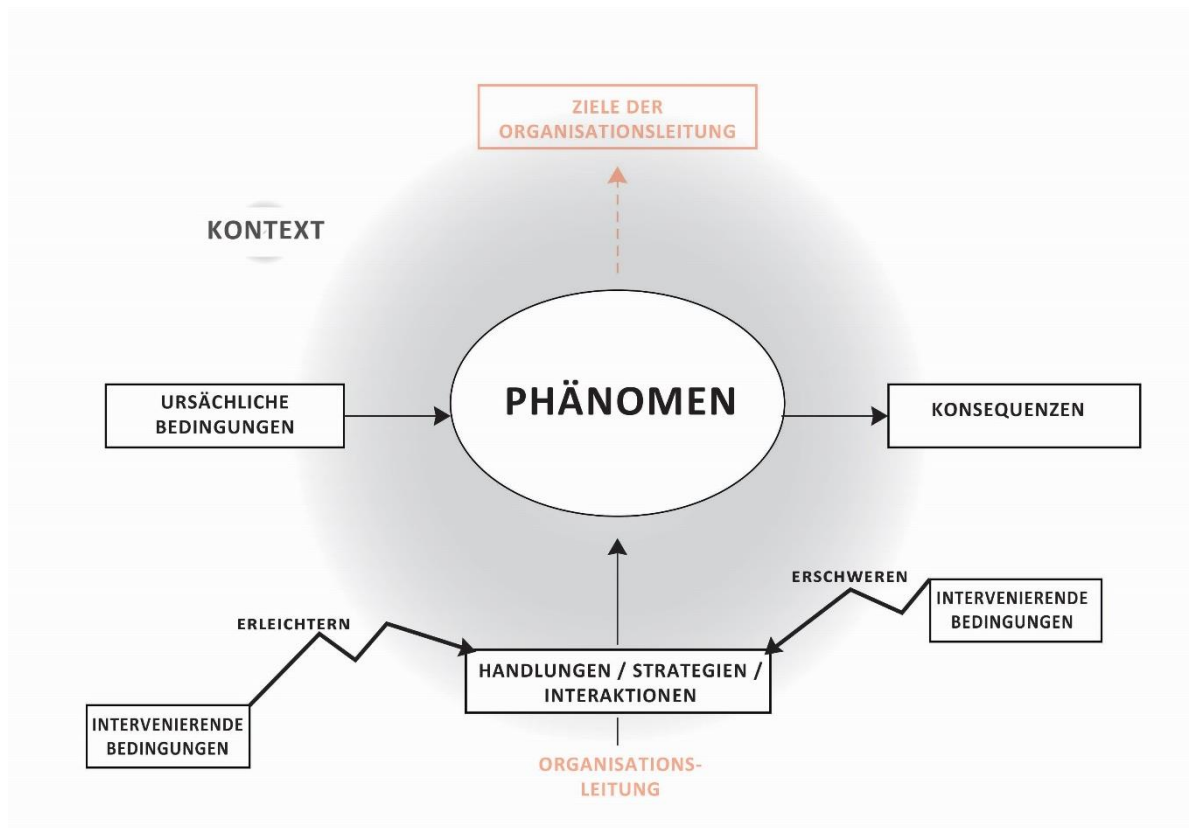 ZIELE DER
ORGANISATIONSLEITUNG
KONTEXT
URSÄCHLICHE
BEDINGUNGEN
PHÄNOMEN
KONSEQUENZEN
ERSCHWEREN
INTERVENIERENDE
BEDINGUNGEN
ERLEICHTERN
HANDLUNGEN / STRATEGIEN /
INTERAKTIONEN
INTERVENIERENDE
BEDINGUNGEN
ORGANISATIONS-
LEITUNG